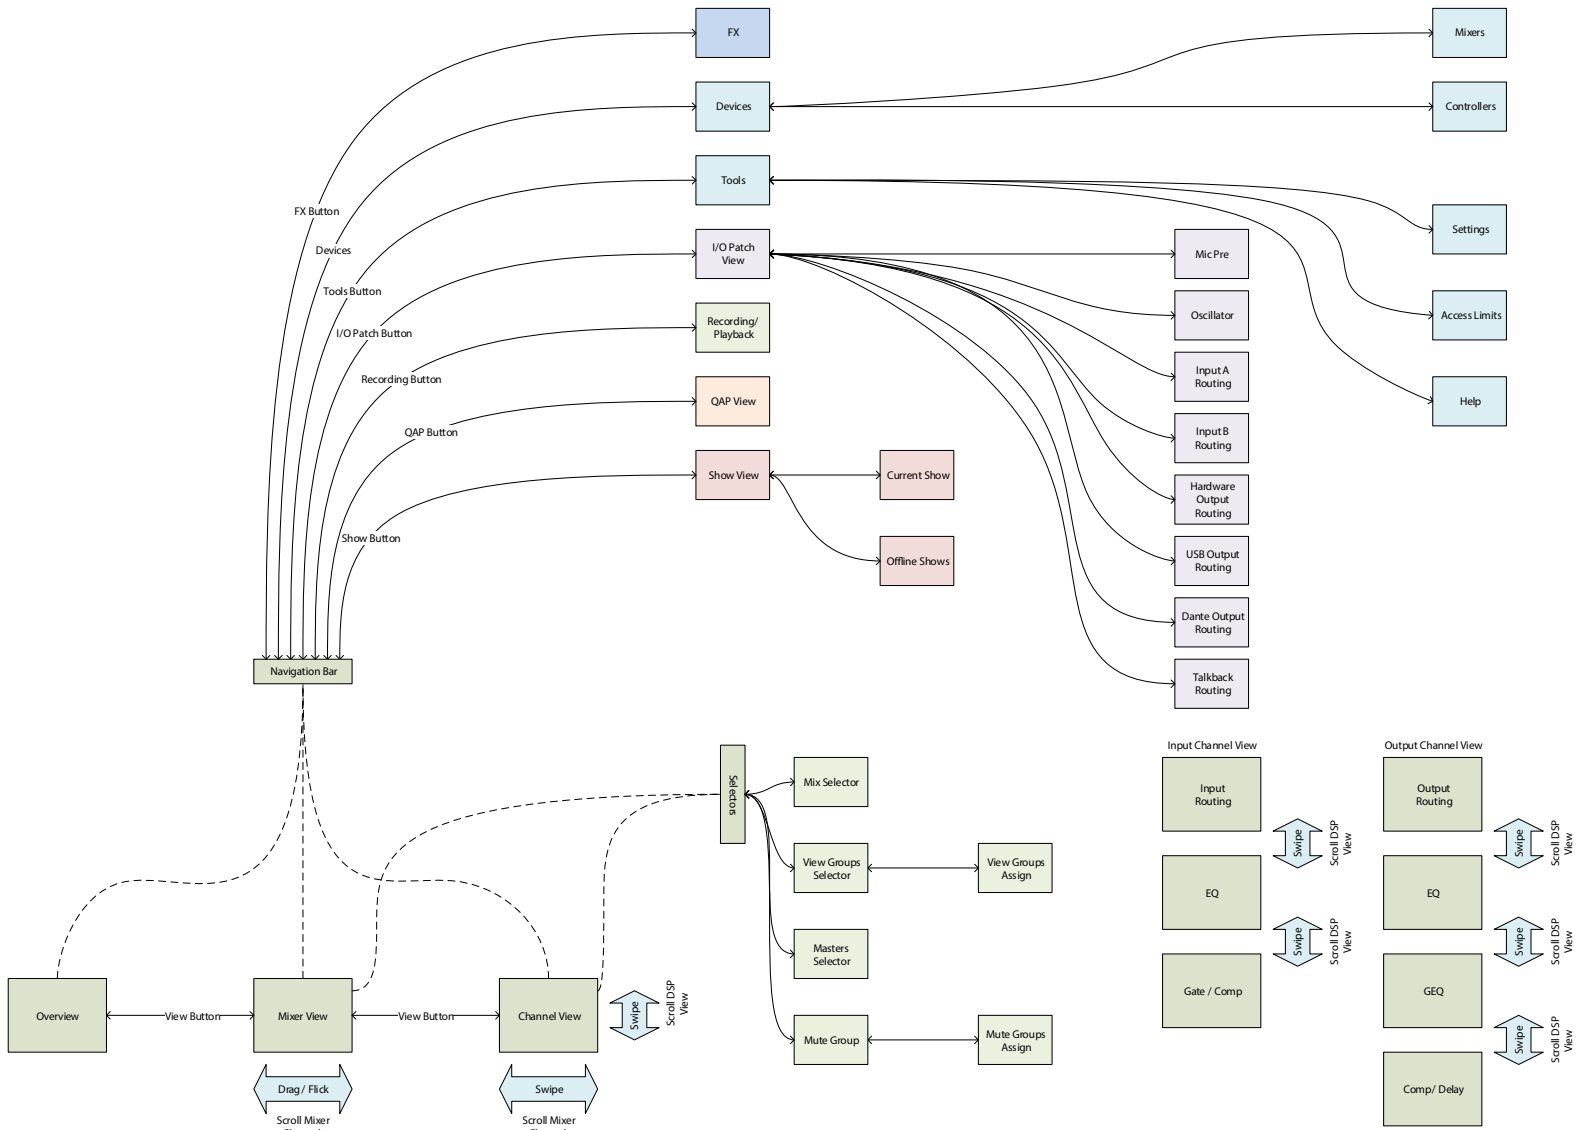 FX
Mixers
Devices
Controllers
Tools
FX Button
Devices
Settings
I/O Patch
View
Mic Pre
Tools Button
Oscillator
Access Limits
I/O Patch Button
Recording/
Playback
Input A
Routing
Recording Button
QAP View
Help
QAP Button
Input B
Routing
Show View
Current Show
Hardware
Output
Routing
Show Button
Offline Shows
USB Output
Routing
Dante Output
Routing
Navigation Bar
Talkback
Routing
Selectors
Mix Selector
View Groups
Selector
View Groups
Assign
Masters
Selector
Mute Group
Mute Groups
Assign
Input Channel View
Input
Routing
Swipe
Scroll DSP
View
EQ
Swipe
Scroll DSP
View
Gate / Comp
Output Channel View
Output
Routing
Swipe
Scroll DSP
View
EQ
Swipe
Scroll DSP
View
GEQ
Swipe
Scroll DSP
View
Comp/ Delay
Overview
View Button
Mixer View
View Button
Channel View
Swipe
Scroll DSP
View
Drag / Flick
Scroll Mixer
Swipe
Scroll Mixer